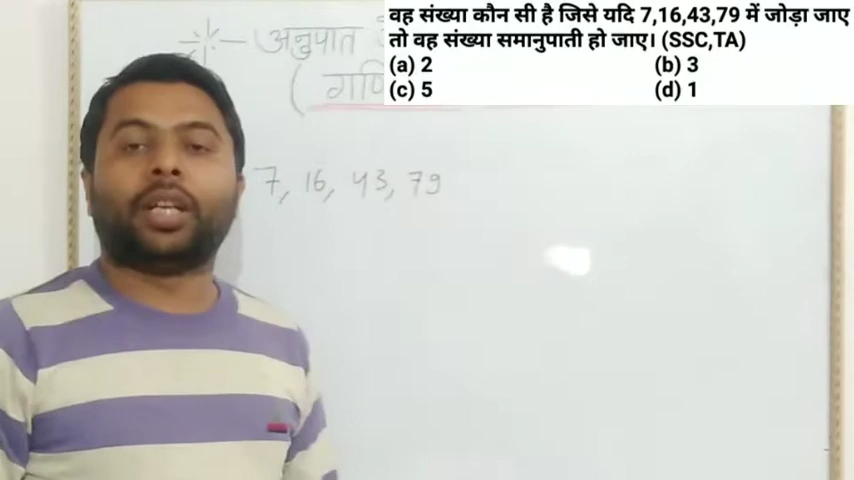 वह संख्या कौन सी है जिसे यदि 7,16,43,79 में जोड़ा जाए
तो वह संख्या समानुपाती हो जाए। (SSC,TA)
(a) 2 (b) 3
(c) 5 (d) 1
अनुपात
7, 16, 43, 79